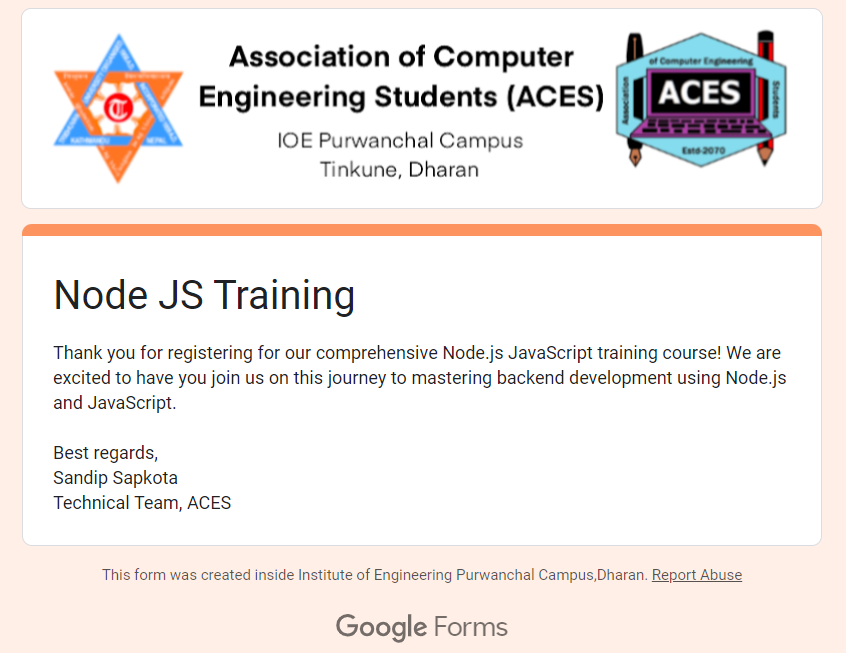 Association of Computer
Engineering Students (ACES)
IOE Purwanchal Campus
Tinkune, Dharan
of Computer Engineering
Association
ACES
Students
Estd-2070
KATHMANDU
NEPAL
Node JS Training
Thank you for registering for our comprehensive Node.js JavaScript training course! We are
excited to have you join us on this journey to mastering backend development using Node.js
and JavaScript.
Best regards,
Sandip Sapkota
Technical Team, ACES
This form was created inside Institute of Engineering Purwanchal Campus,Dharan. Report Abuse
Google Forms